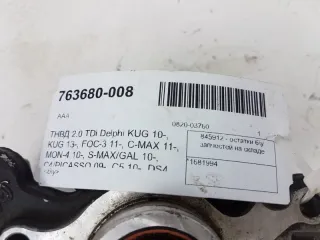 763680-008
AAA
0820-03760
ТНВД 2.0 TDi Delphi KUG 10-,
KUG 13-, FOC-3 11-, C-MAX 11-,
MON-4 10-, S-MAX/GAL 10-,
C4/PICASSO 09-, C5 10-, DS4
<б/у>
845912 - остатки б/у
запчастей на складе
*1681994